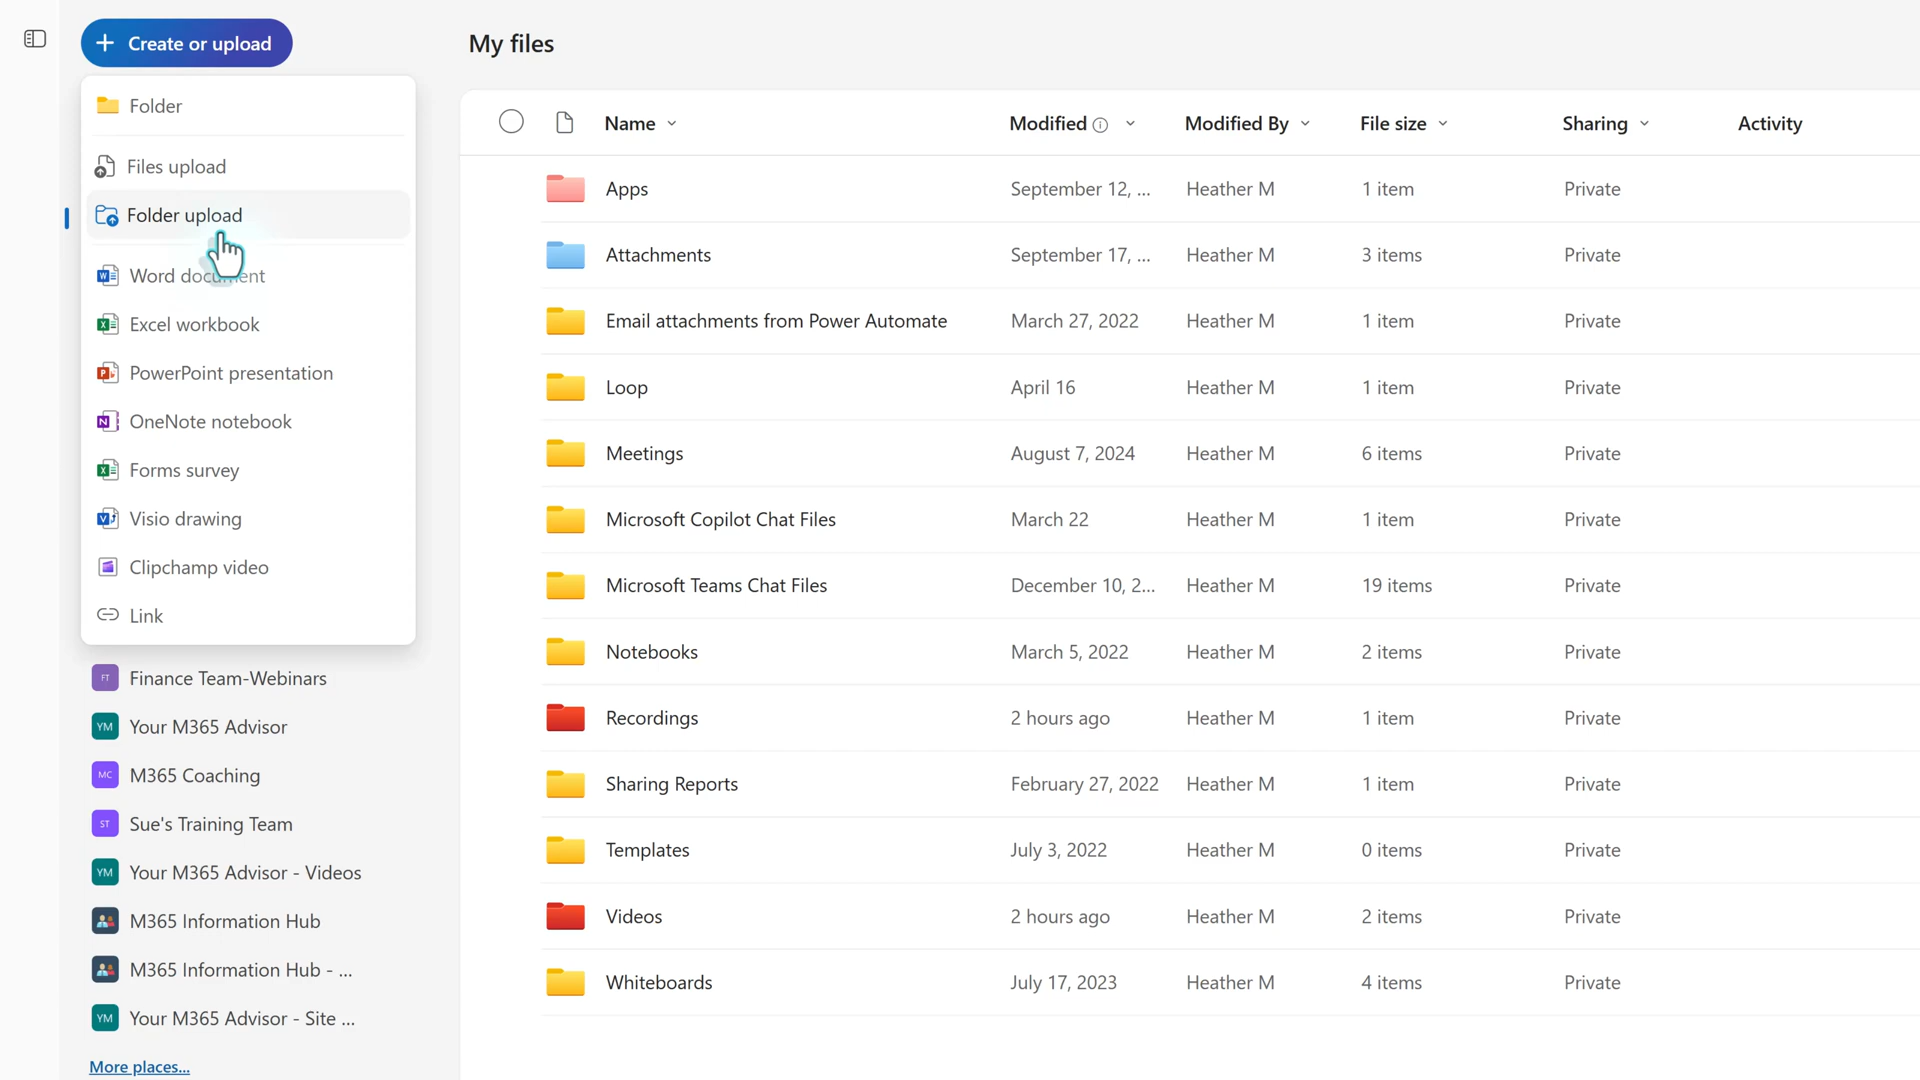 Create or upload
Folder
Files upload
Folder upload
Word document
Excel workbook
PowerPoint presentation
OneNote notebook
Forms survey
Visio drawing
Clipchamp video
Link
FT Finance Team-Webinars
YM Your M365 Advisor
MC M365 Coaching
ST Sue's Training Team
YM Your M365 Advisor - Videos
M365 Information Hub
M365 Information Hub - ...
YM Your M365 Advisor - Site ...
More places...
My files
Name Modified Modified By File size Sharing Activity
Apps September 12, ... Heather M 1 item Private
Attachments September 17, ... Heather M 3 items Private
Email attachments from Power Automate March 27, 2022 Heather M 1 item Private
Loop April 16 Heather M 1 item Private
Meetings August 7, 2024 Heather M 6 items Private
Microsoft Copilot Chat Files March 22 Heather M 1 item Private
Microsoft Teams Chat Files December 10, 2... Heather M 19 items Private
Notebooks March 5, 2022 Heather M 2 items Private
Recordings 2 hours ago Heather M 1 item Private
Sharing Reports February 27, 2022 Heather M 1 item Private
Templates July 3, 2022 Heather M 0 items Private
Videos 2 hours ago Heather M 2 items Private
Whiteboards July 17, 2023 Heather M 4 items Private